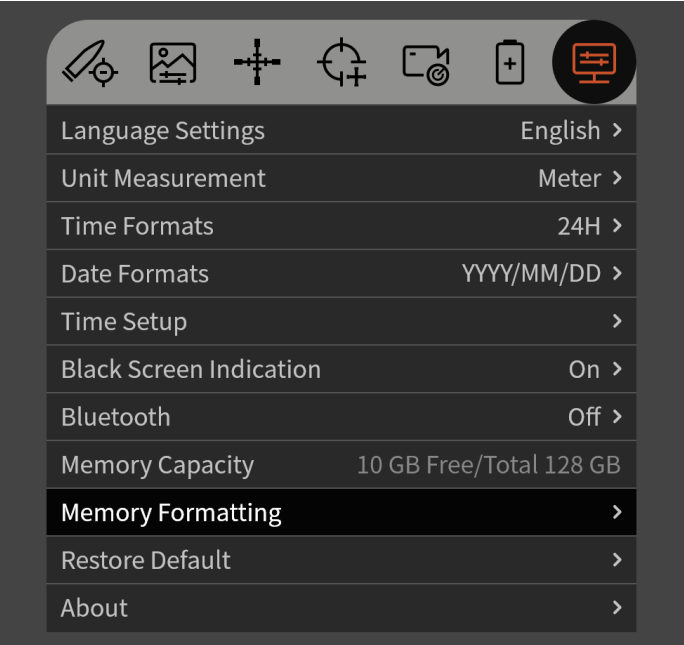 Language Settings English
Unit Measurement Meter
Time Formats 24H
Date Formats YYYY/MM/DD
Time Setup
Black Screen Indication On
Bluetooth Off
Memory Capacity 10 GB Free/Total 128 GB
Memory Formatting
Restore Default
About